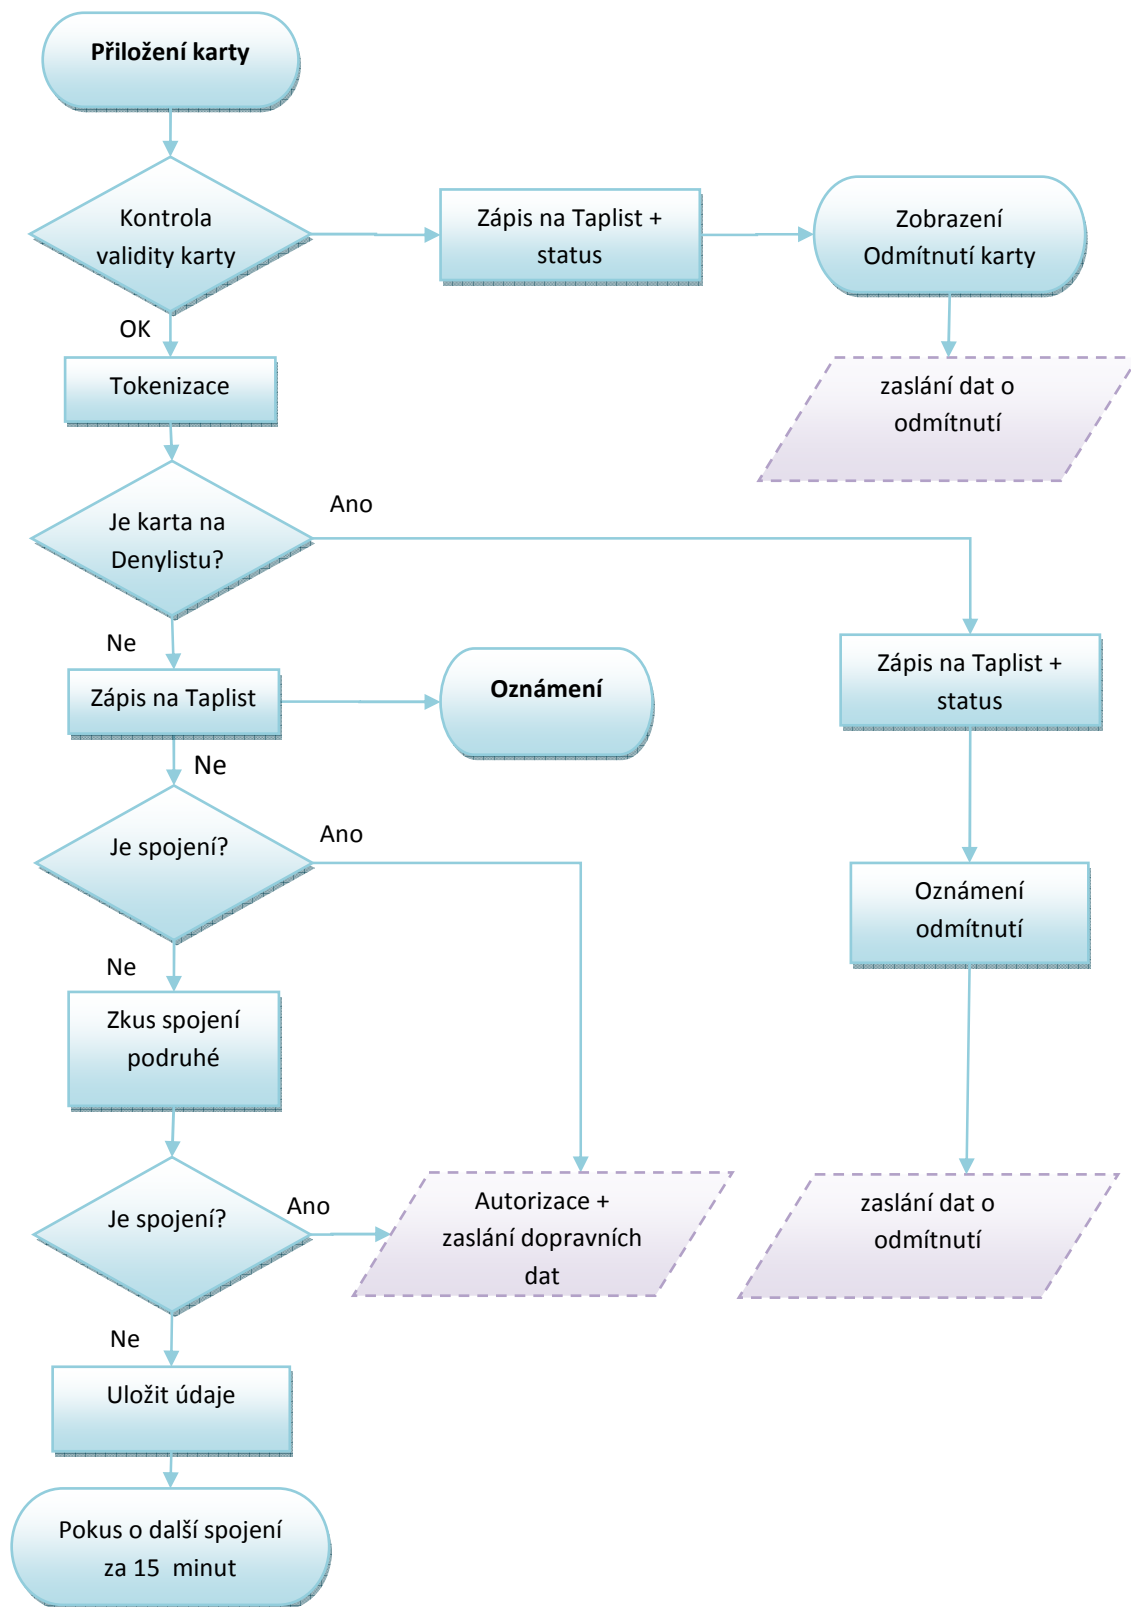 Přiložení karty
Kontrola
validity karty
Zápis na Taplist +
status
Zobrazení
Odmítnutí karty
OK
Tokenizace
zaslání dat o
odmítnutí
Je karta na
Denylistu?
Ano
Ne
Zápis na Taplist
Oznámení
Zápis na Taplist +
status
Ne
Je spojení?
Ano
Oznámení
odmítnutí
Ne
Zkus spojení
podruhé
Je spojení?
Ano
Autorizace +
zaslání dopravních
dat
zaslání dat o
odmítnutí
Ne
Uložit údaje
Pokus o další spojení
za 15  minut